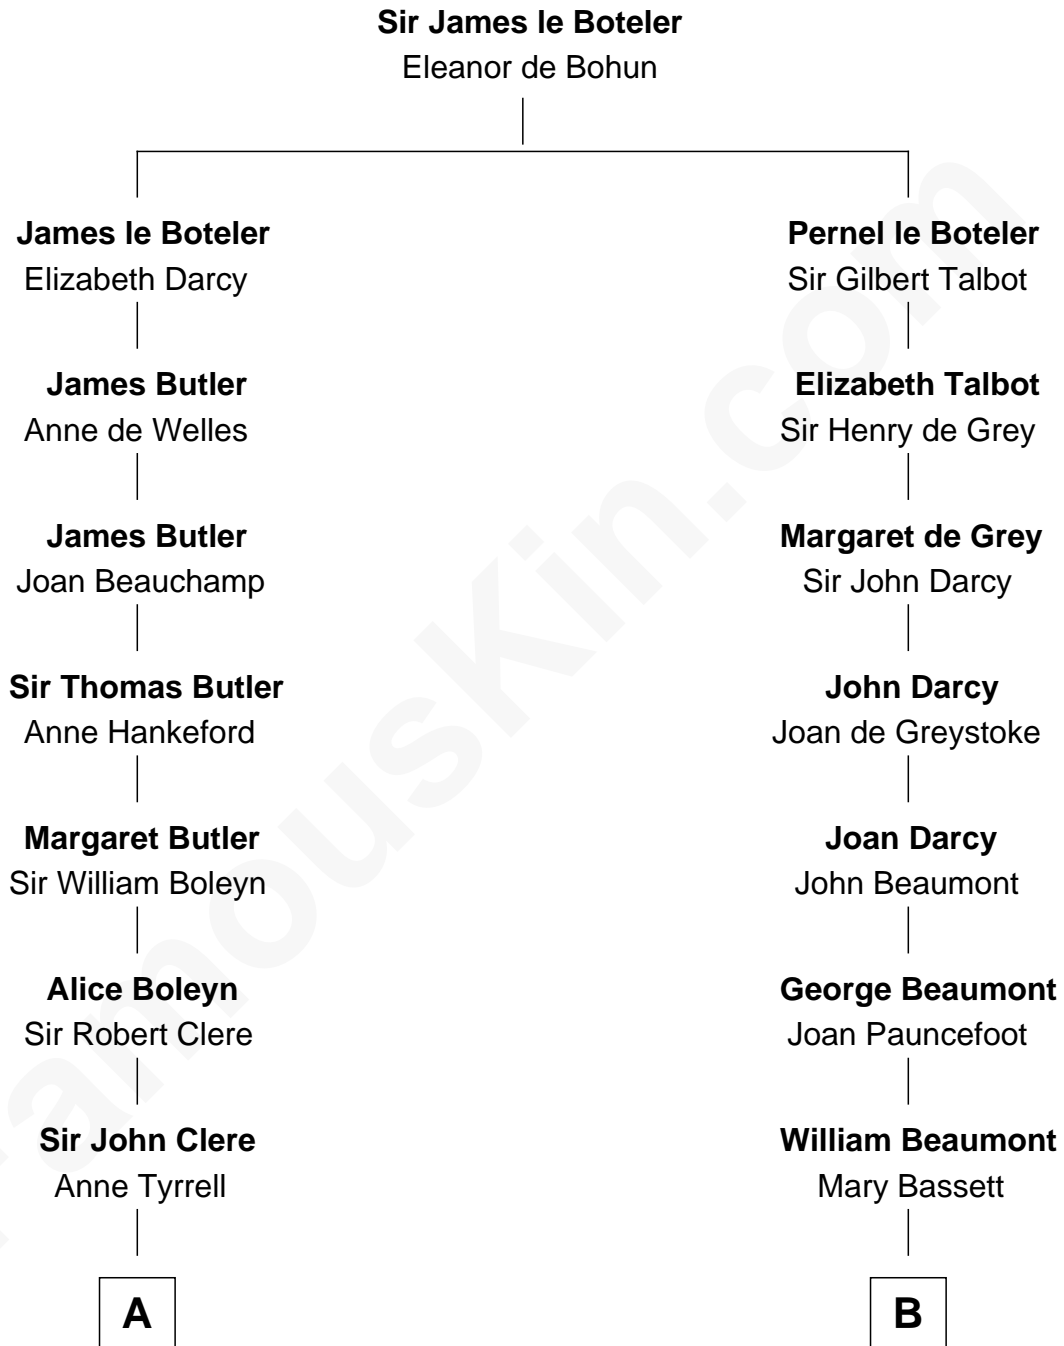 Sir James le Boteler
Eleanor de Bohun
James le Boteler
Elizabeth Darcy
Pernel le Boteler
Sir Gilbert Talbot
James Butler
Anne de Welles
Elizabeth Talbot
Sir Henry de Grey
James Butler
Joan Beauchamp
Margaret de Grey
Sir John Darcy
Sir Thomas Butler
Anne Hankeford
John Darcy
Joan de Greystoke
Margaret Butler
Sir William Boleyn
Joan Darcy
John Beaumont
Alice Boleyn
Sir Robert Clere
George Beaumont
Joan Pauncefoot
Sir John Clere
Anne Tyrrell
William Beaumont
Mary Bassett
A
B
FamousKin.com